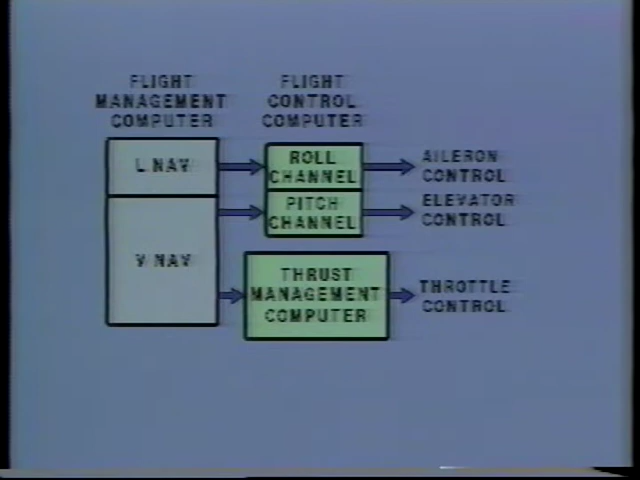 FLIGHT
MANAGEMENT
COMPUTER
FLIGHT
CONTROL
COMPUTER
L NAV
ROLL
CHANNEL
AILERON
CONTROL
PITCH
CHANNEL
ELEVATOR
CONTROL
V NAV
THRUST
MANAGEMENT
COMPUTER
THROTTLE
CONTROL